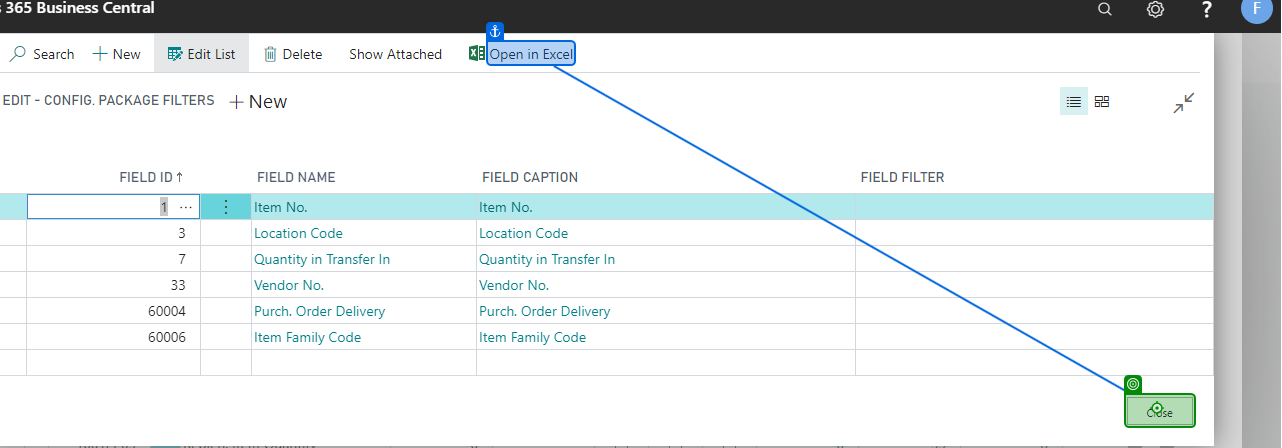 365 Business Central
?
F
Search + New Edit List Delete Show Attached Open in Excel
EDIT - CONFIG. PACKAGE FILTERS + New
FIELD ID ↑ FIELD NAME FIELD CAPTION FIELD FILTER
1 ... Item No. Item No.
3 Location Code Location Code
7 Quantity in Transfer In Quantity in Transfer In
33 Vendor No. Vendor No.
60004 Purch. Order Delivery Purch. Order Delivery
60006 Item Family Code Item Family Code
Close